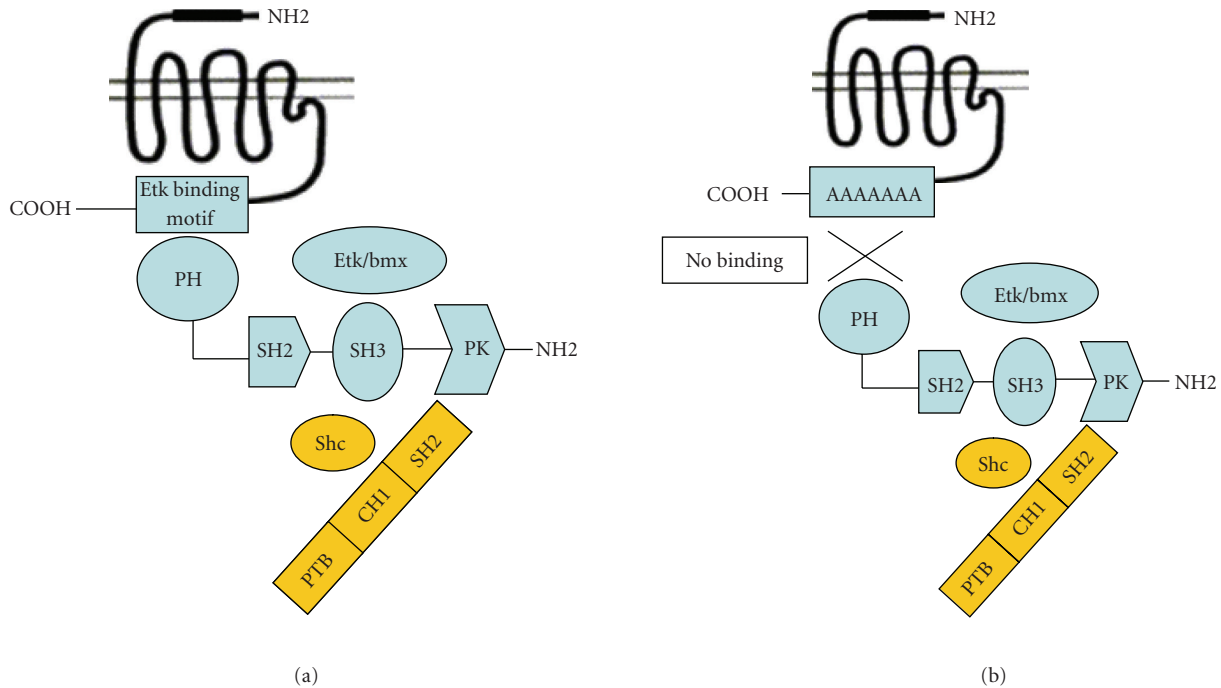 NH2
Etk binding
motif
COOH
PH
Etk/bmx
SH2
SH3
PK
NH2
Shc
SH2
CH1
PTB
(a)
NH2
COOH
AAAAAAA
No binding
PH
Etk/bmx
SH2
SH3
PK
NH2
Shc
SH2
CH1
PTB
(b)